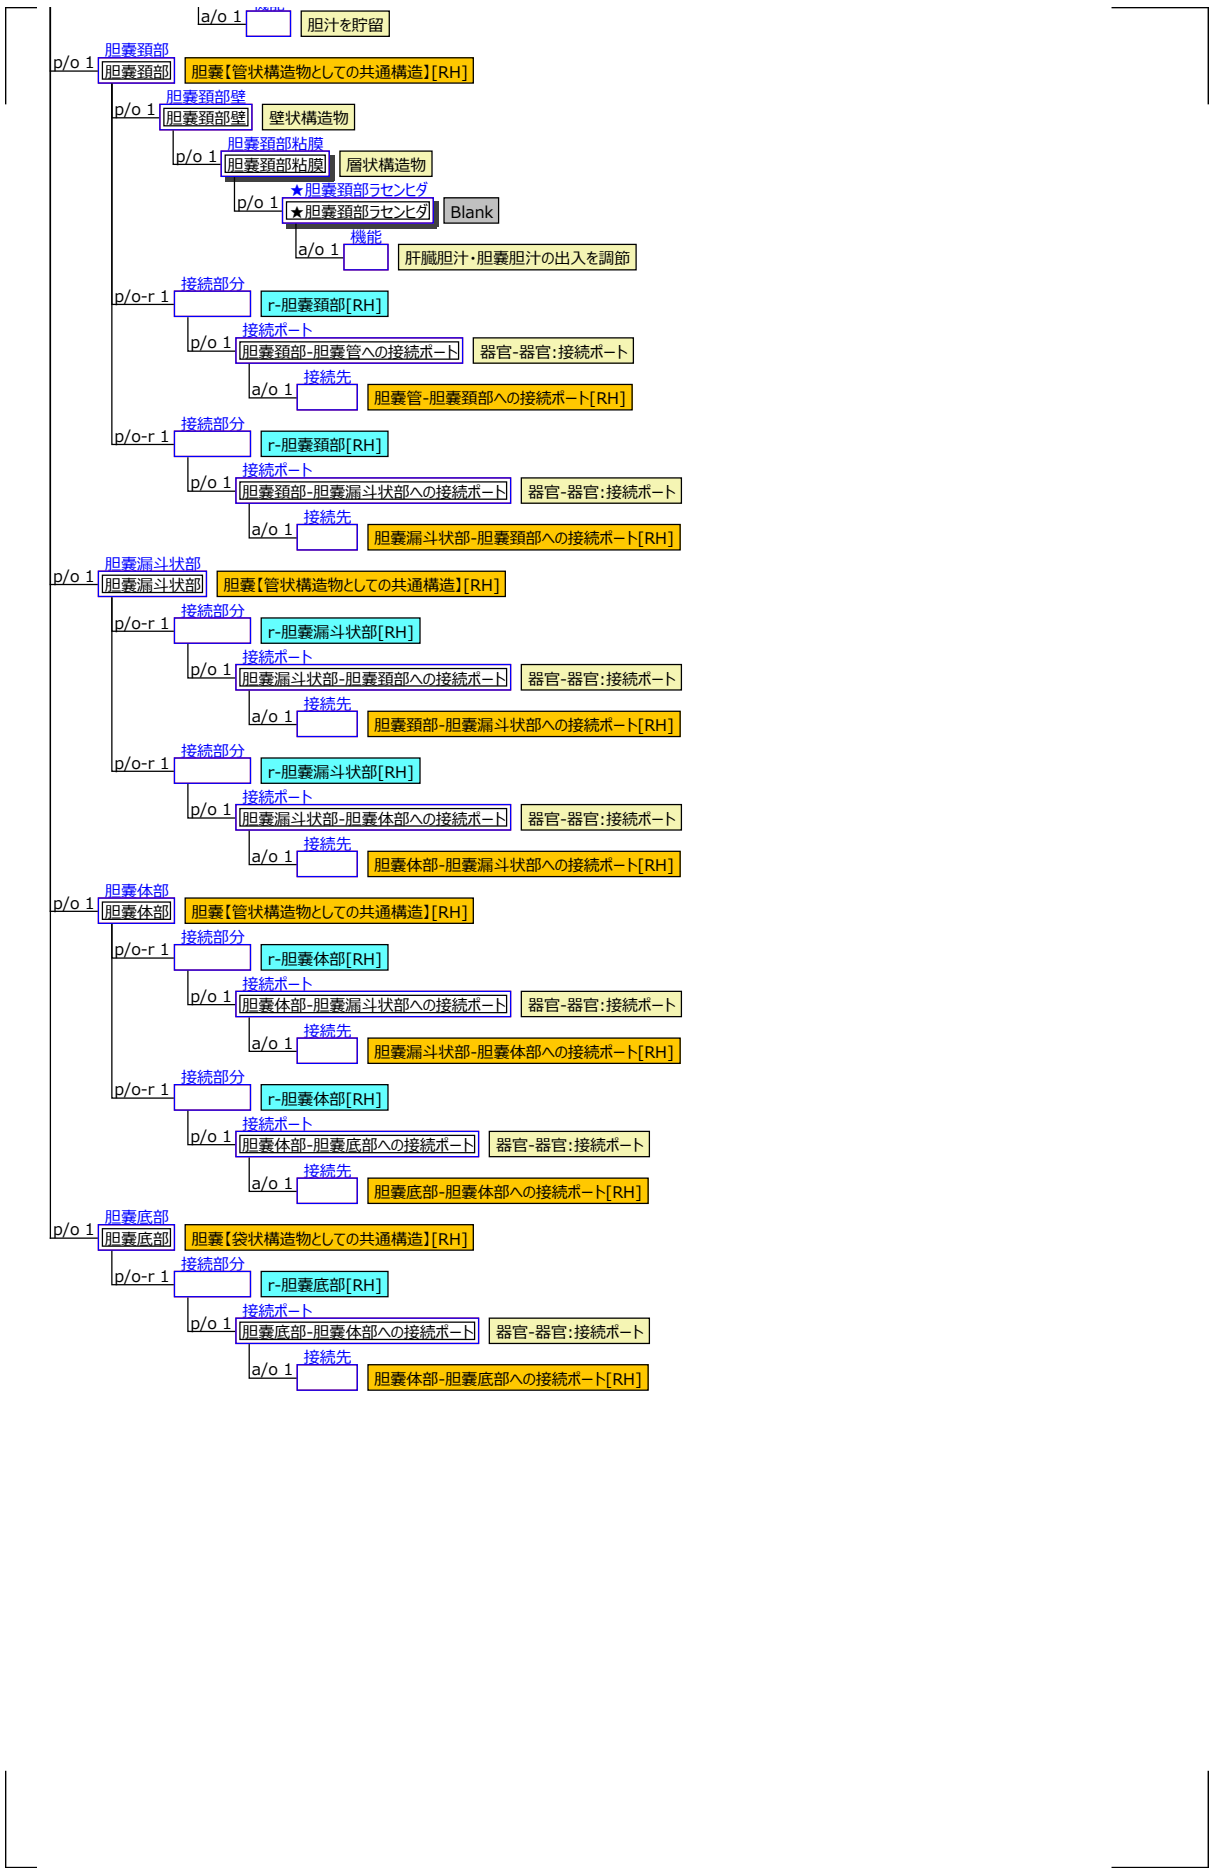 a/o 1 胆汁を貯留
胆嚢頚部
p/o 1 胆嚢頚部 胆嚢【管状構造物としての共通構造】[RH]
胆嚢頚部壁
p/o 1 胆嚢頚部壁 壁状構造物
胆嚢頚部粘膜
p/o 1 胆嚢頚部粘膜 層状構造物
★胆嚢頚部ラセンヒダ
p/o 1 ★胆嚢頚部ラセンヒダ Blank
機能
a/o 1 肝臓胆汁・胆嚢胆汁の出入を調節
接続部分
p/o-r 1 r-胆嚢頚部[RH]
接続ポート
p/o 1 胆嚢頚部-胆嚢管への接続ポート 器官-器官:接続ポート
接続先
a/o 1 胆嚢管-胆嚢頚部への接続ポート[RH]
接続部分
p/o-r 1 r-胆嚢頚部[RH]
接続ポート
p/o 1 胆嚢頚部-胆嚢漏斗状部への接続ポート 器官-器官:接続ポート
接続先
a/o 1 胆嚢漏斗状部-胆嚢頚部への接続ポート[RH]
胆嚢漏斗状部
p/o 1 胆嚢漏斗状部 胆嚢【管状構造物としての共通構造】[RH]
接続部分
p/o-r 1 r-胆嚢漏斗状部[RH]
接続ポート
p/o 1 胆嚢漏斗状部-胆嚢頚部への接続ポート 器官-器官:接続ポート
接続先
a/o 1 胆嚢頚部-胆嚢漏斗状部への接続ポート[RH]
接続部分
p/o-r 1 r-胆嚢漏斗状部[RH]
接続ポート
p/o 1 胆嚢漏斗状部-胆嚢体部への接続ポート 器官-器官:接続ポート
接続先
a/o 1 胆嚢体部-胆嚢漏斗状部への接続ポート[RH]
胆嚢体部
p/o 1 胆嚢体部 胆嚢【管状構造物としての共通構造】[RH]
接続部分
p/o-r 1 r-胆嚢体部[RH]
接続ポート
p/o 1 胆嚢体部-胆嚢漏斗状部への接続ポート 器官-器官:接続ポート
接続先
a/o 1 胆嚢漏斗状部-胆嚢体部への接続ポート[RH]
接続部分
p/o-r 1 r-胆嚢体部[RH]
接続ポート
p/o 1 胆嚢体部-胆嚢底部への接続ポート 器官-器官:接続ポート
接続先
a/o 1 胆嚢底部-胆嚢体部への接続ポート[RH]
胆嚢底部
p/o 1 胆嚢底部 胆嚢【袋状構造物としての共通構造】[RH]
接続部分
p/o-r 1 r-胆嚢底部[RH]
接続ポート
p/o 1 胆嚢底部-胆嚢体部への接続ポート 器官-器官:接続ポート
接続先
a/o 1 胆嚢体部-胆嚢底部への接続ポート[RH]